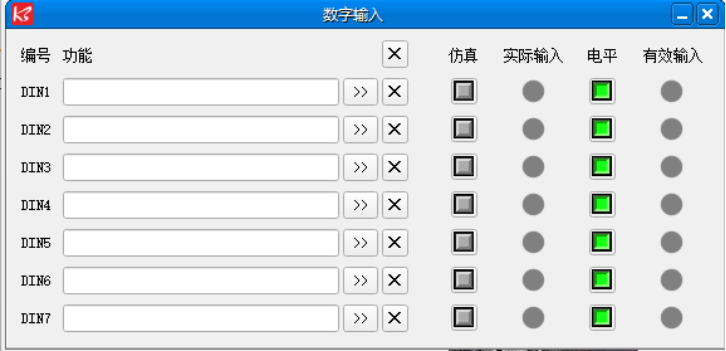 数字输入
编号 功能 仿真 实际输入 电平 有效输入
DIN1 >>
DIN2 >>
DIN3 >>
DIN4 >>
DIN5 >>
DIN6 >>
DIN7 >>